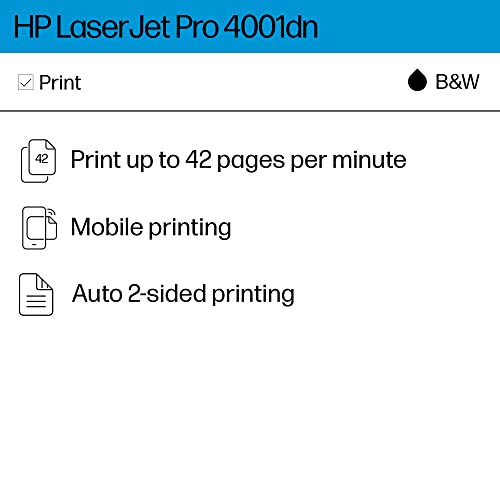 HP LaserJet Pro 4001dn
Print
B&W
42
Print up to 42 pages per minute
Mobile printing
Auto 2-sided printing